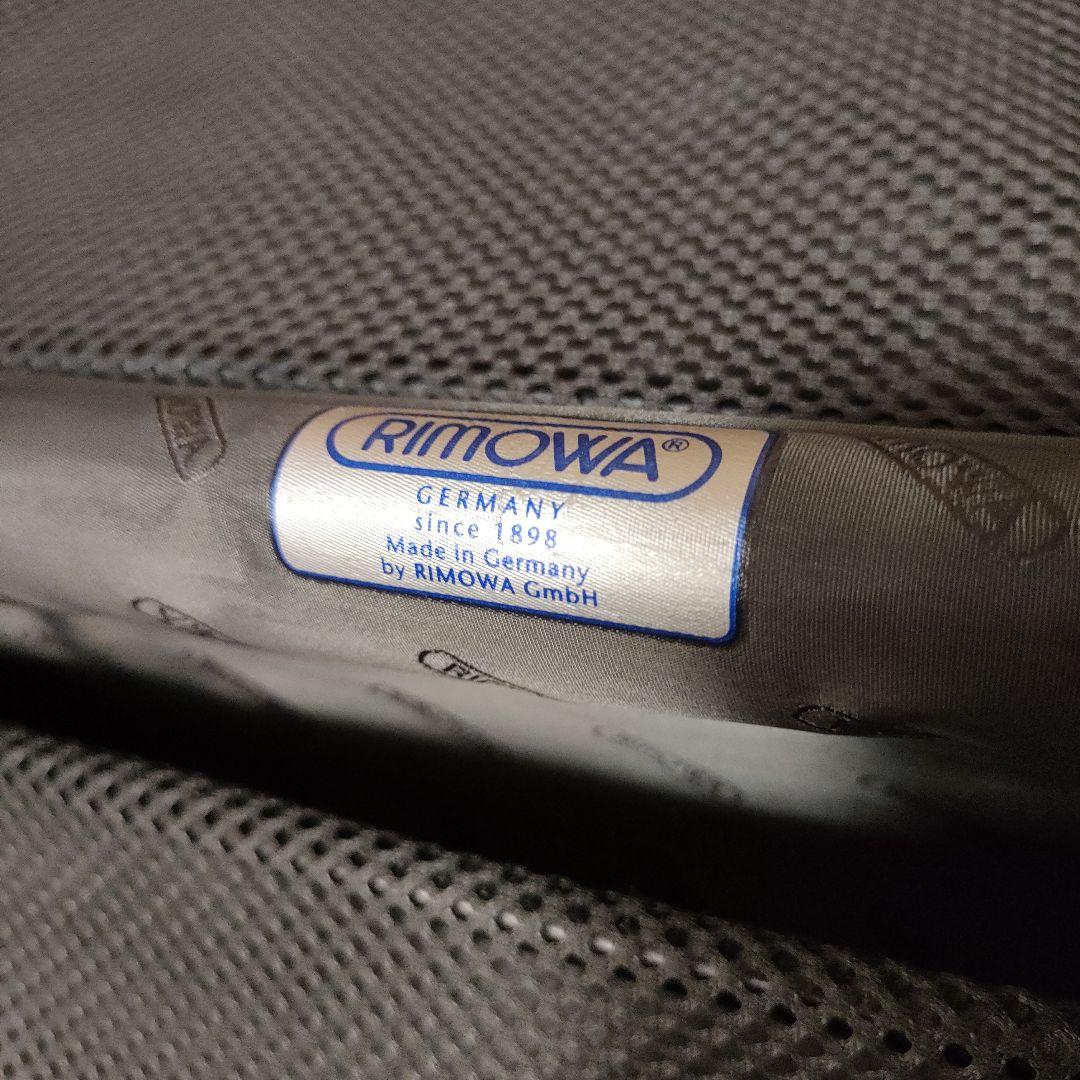 RIMOWA®
GERMANY
since 1898
Made in Germany
by RIMOWA GmbH